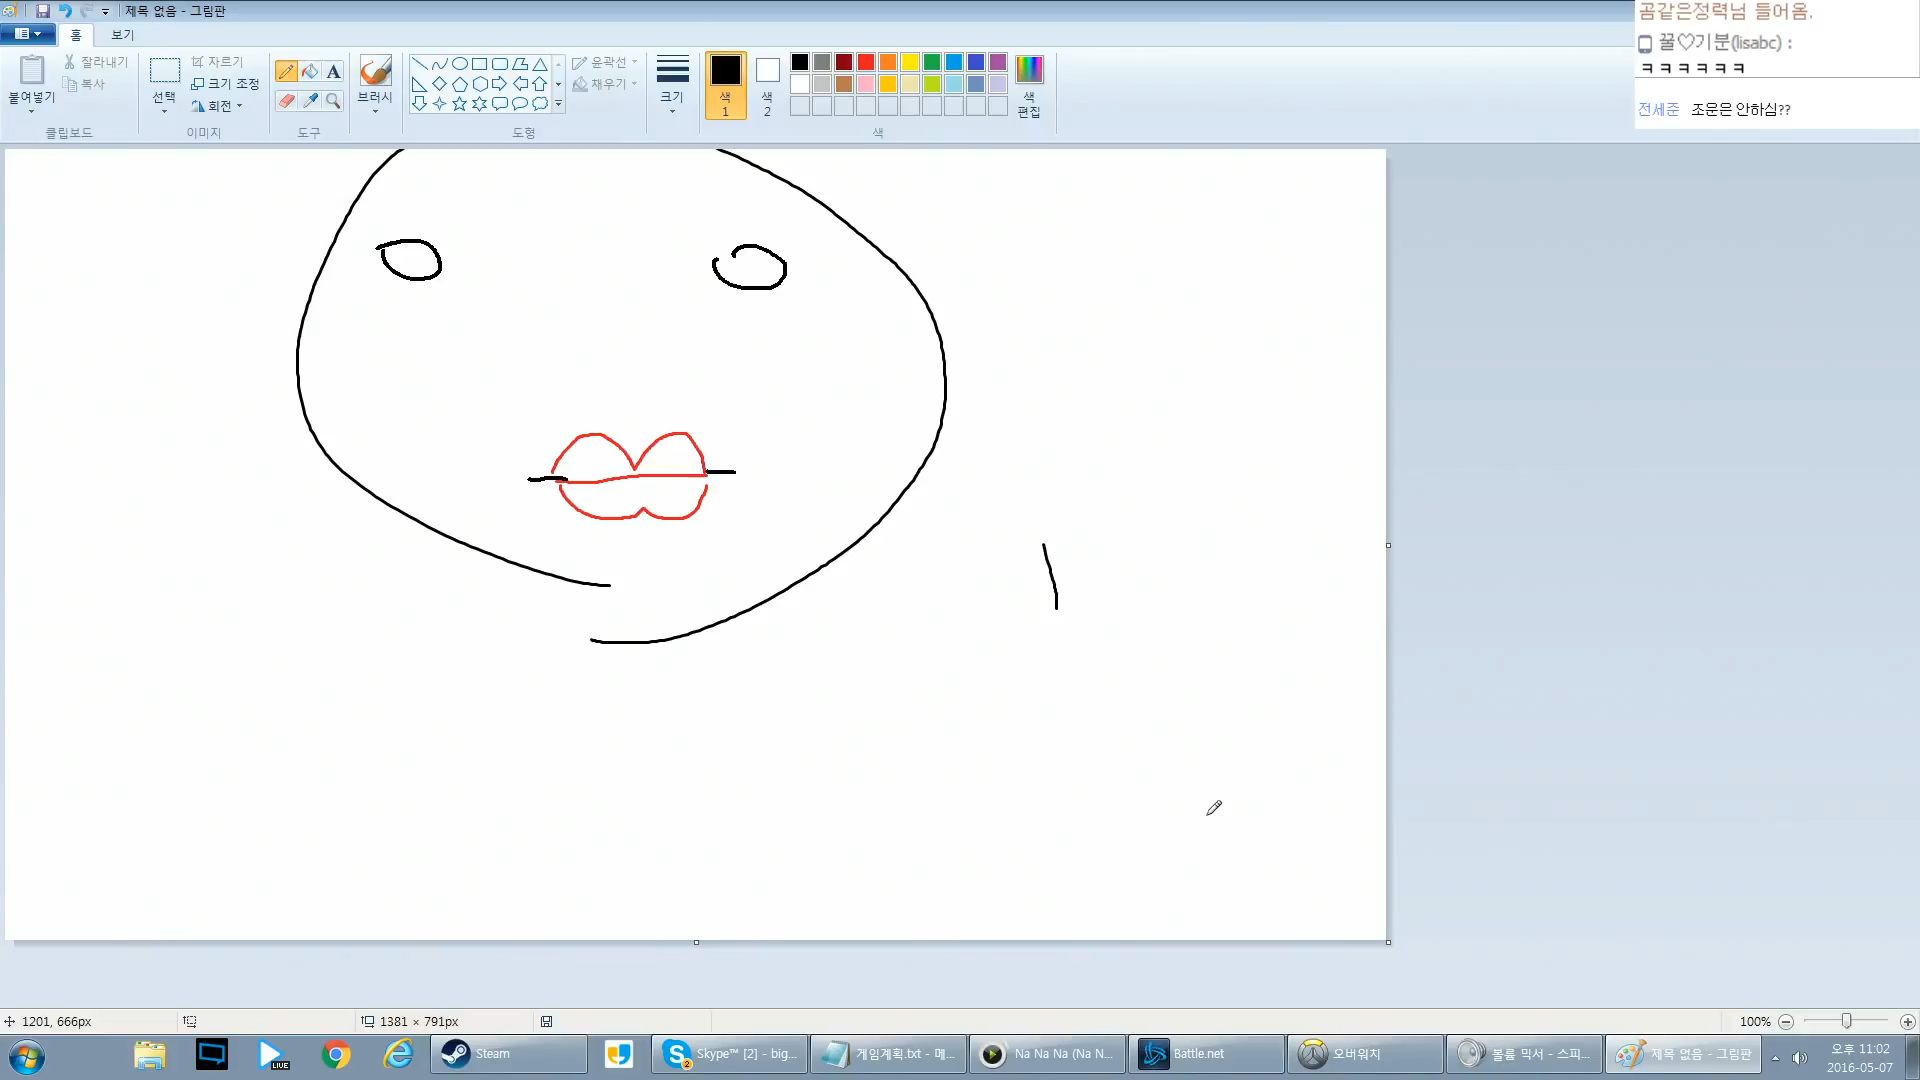 제목 없음 - 그림판
홈
보기
붙여넣기
잘라내기
복사
클립보드
선택
자르기
크기 조정
회전
이미지
A
도구
브러시
윤곽선
채우기
도형
크기
색
1
색
2
색
편집
색
곰같은정력님 들어옴.
꿀♡기분(lisabc) :
ㅋㅋㅋㅋㅋㅋ
전세준 조운은 안하심??
1201, 666px
1381 × 791px
100%
LIVE
Steam
2
Skype™ [2] - big...
게임계획.txt - 메...
Na Na Na (Na N...
Battle.net
오버워치
볼륨 믹서 - 스피...
제목 없음 - 그림판
오후 11:02
2016-05-07